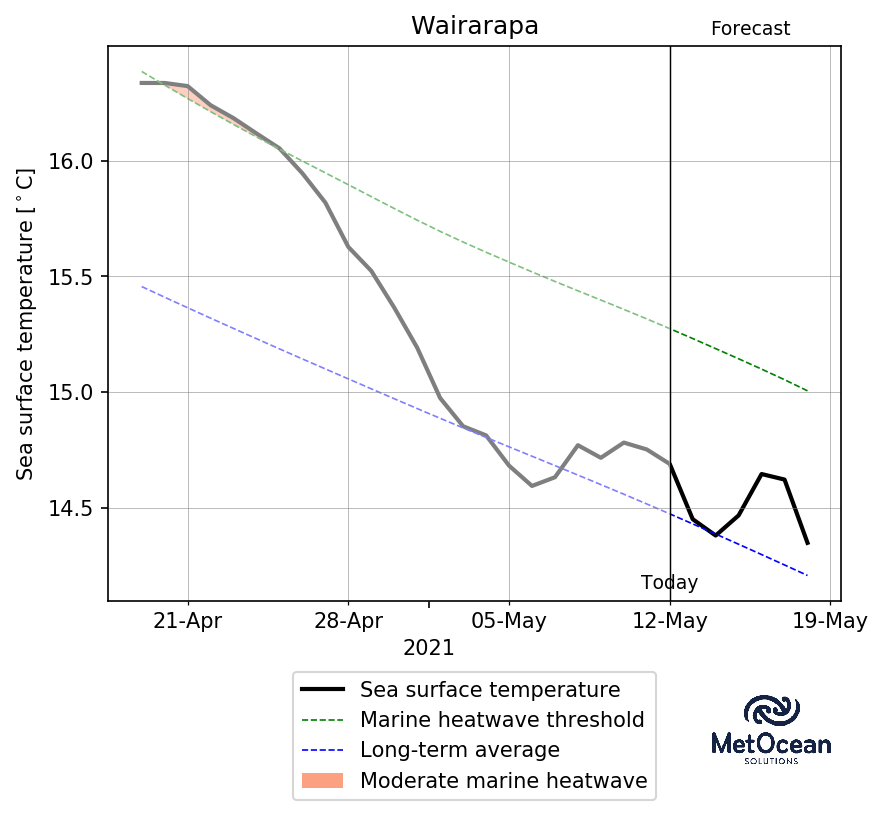 Wairarapa
Forecast
Sea surface temperature [°C]
16.0
15.5
15.0
14.5
Today
21-Apr 28-Apr 05-May 12-May 19-May
2021
Sea surface temperature
Marine heatwave threshold
Long-term average
Moderate marine heatwave
MetOcean
SOLUTIONS